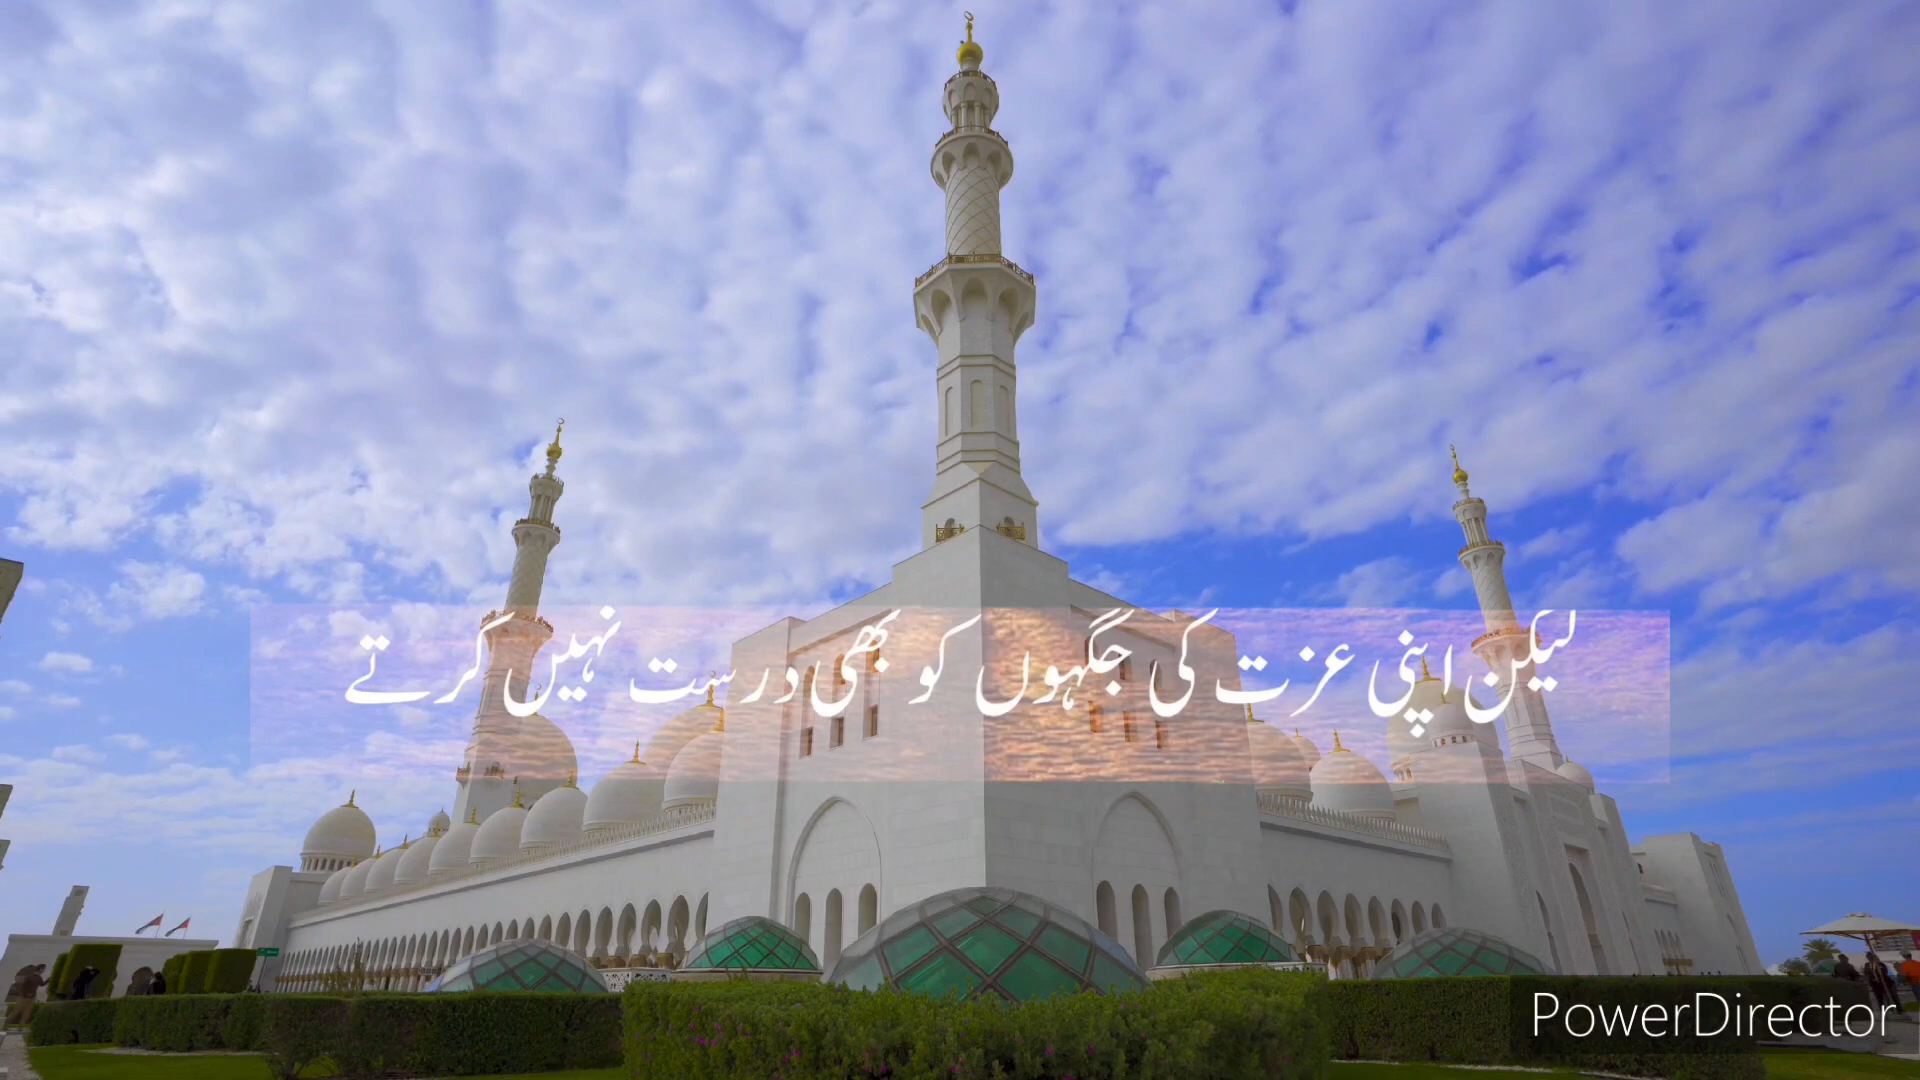 لیکن اپنی عزت کی جگہوں کو بھی درست نہیں کرتے
PowerDirector